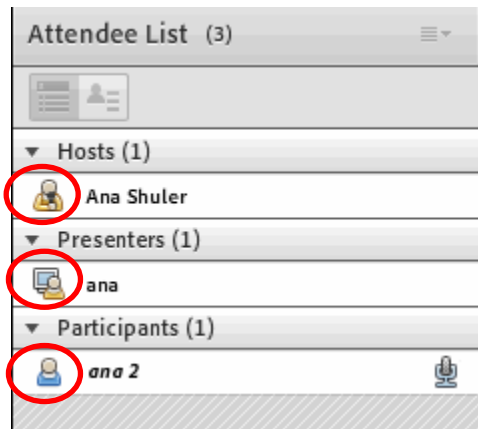 Attendee List (3)
Hosts (1)
Ana Shuler
Presenters (1)
ana
Participants (1)
ana 2